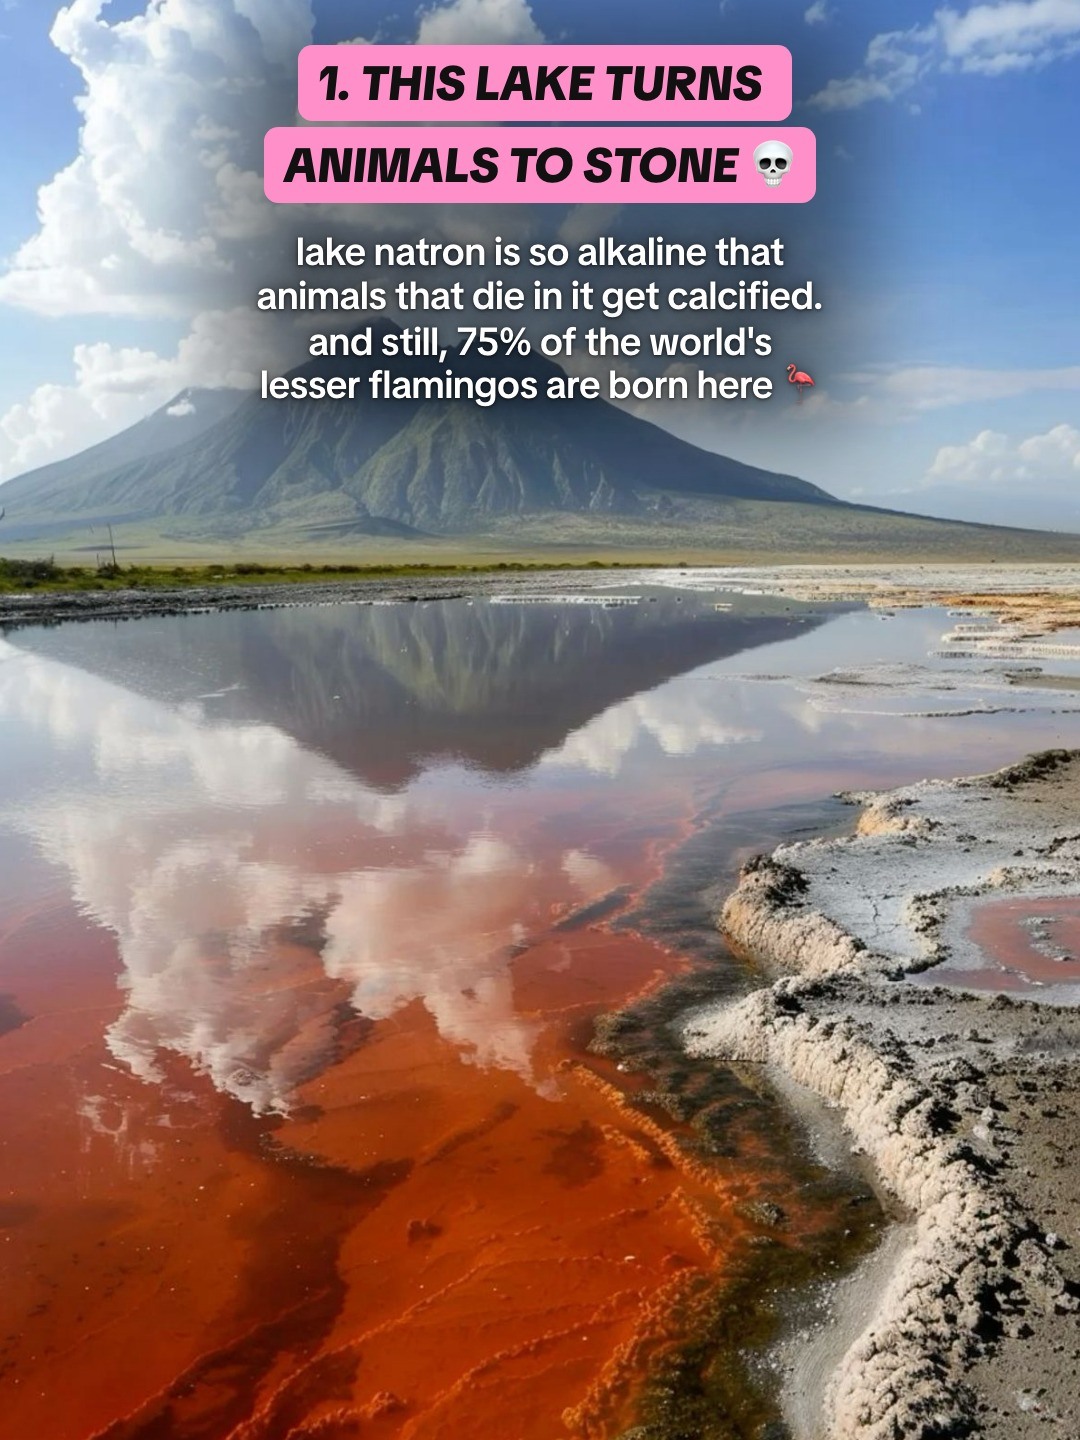 1. THIS LAKE TURNS
ANIMALS TO STONE 💀
lake natron is so alkaline that
animals that die in it get calcified.
and still, 75% of the world's
lesser flamingos are born here 🦩